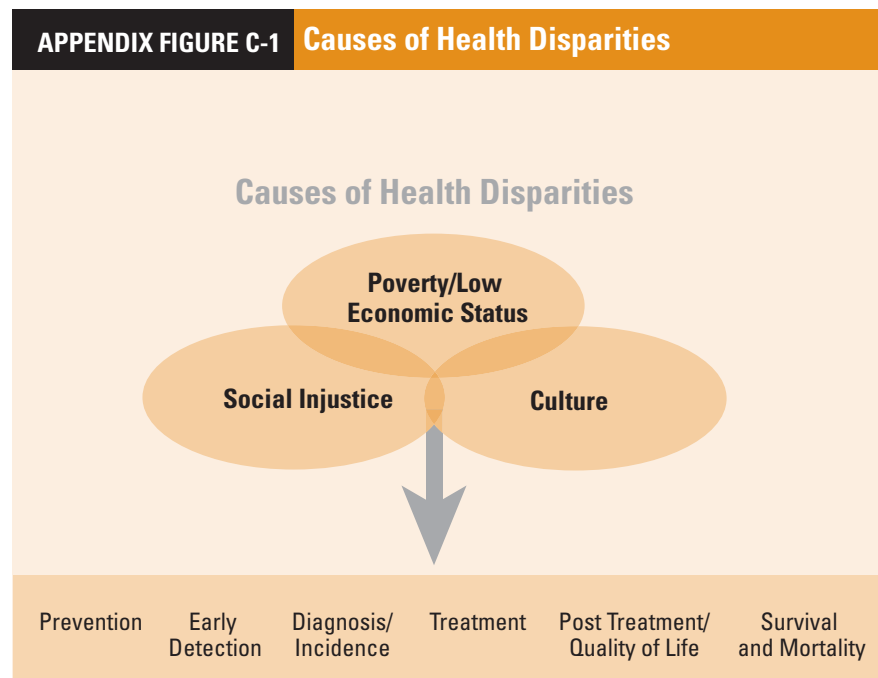 APPENDIX FIGURE C-1 Causes of Health Disparities
Causes of Health Disparities
Poverty/Low
Economic Status
Social Injustice
Culture
Prevention
Early
Detection
Diagnosis/
Incidence
Treatment
Post Treatment/
Quality of Life
Survival
and Mortality